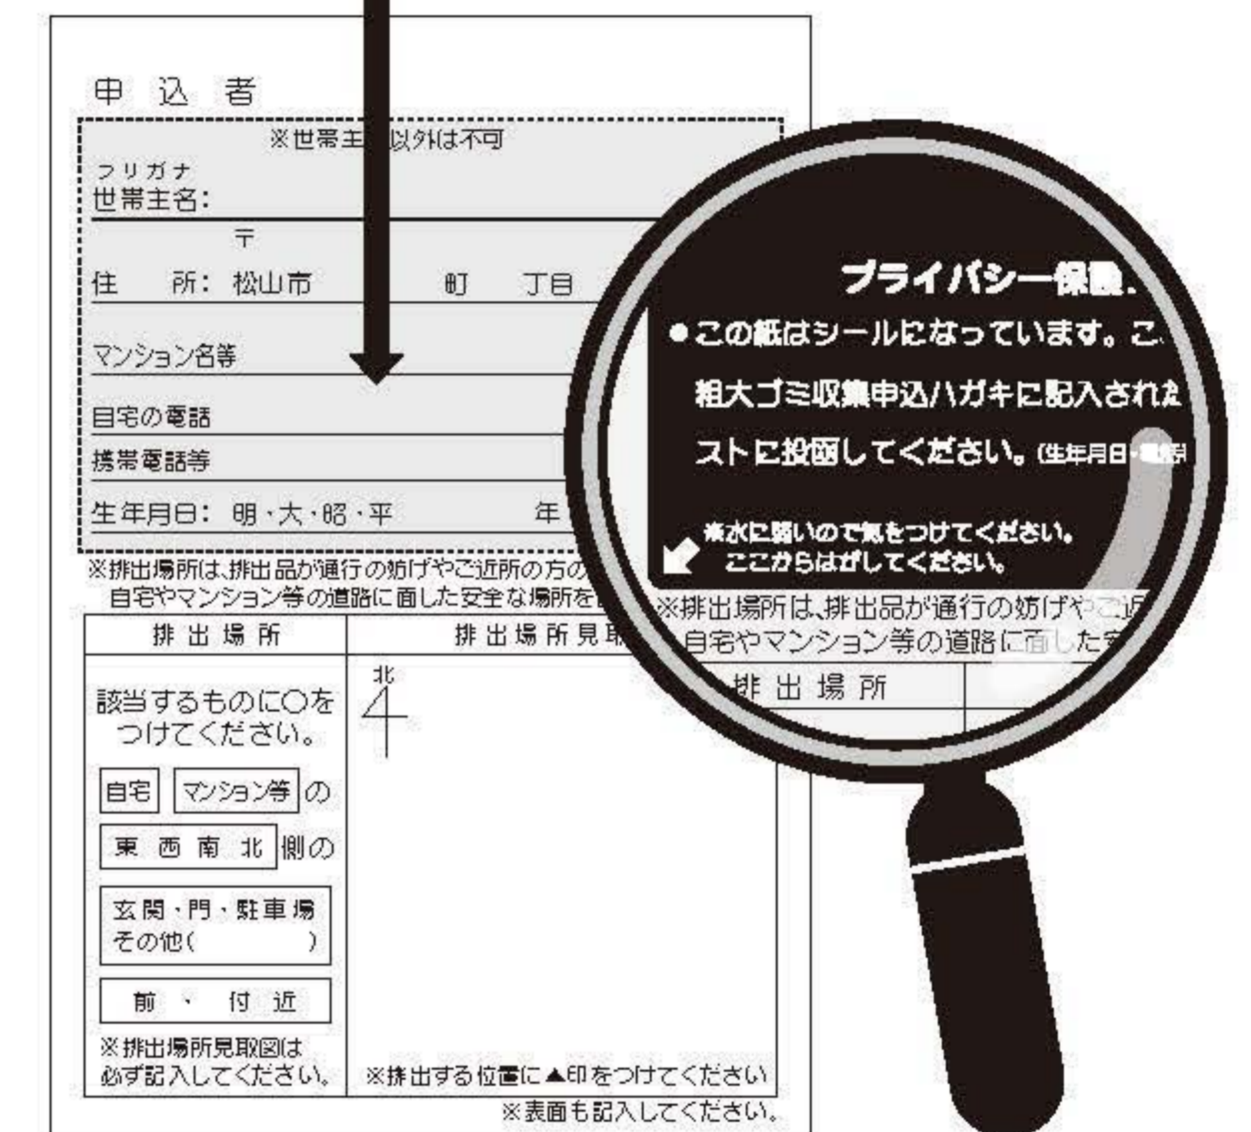 申込者
※世帯主 以外は不可
フリガナ
世帯主名：
〒
住 所： 松山市 町 丁目
マンション名等
自宅の電話
携帯電話等
生年月日： 明・大・昭・平 年
※排出場所は、排出品が通行の妨げやご近所の方の
自宅やマンション等の道路に面した安全な場所を
排出場所 排出場所見取
該当するものに○を
つけてください。
北
自宅 マンション等 の
東 西 南 北 側の
玄関・門・駐車場
その他( )
前 ・ 付近
※排出場所見取図は
必ず記入してください。
※排出する位置に▲印をつけてください
※表面も記入してください。
プライバシー保護
●この紙はシールになっています。こ
粗大ゴミ収集申込ハガキに記入された
ストに投函してください。(生年月日・電話
※水に弱いので気をつけてください。
ここからはがしてください。
※排出場所は、排出品が通行の妨げやご近
自宅やマンション等の道路に面した安
排出場所